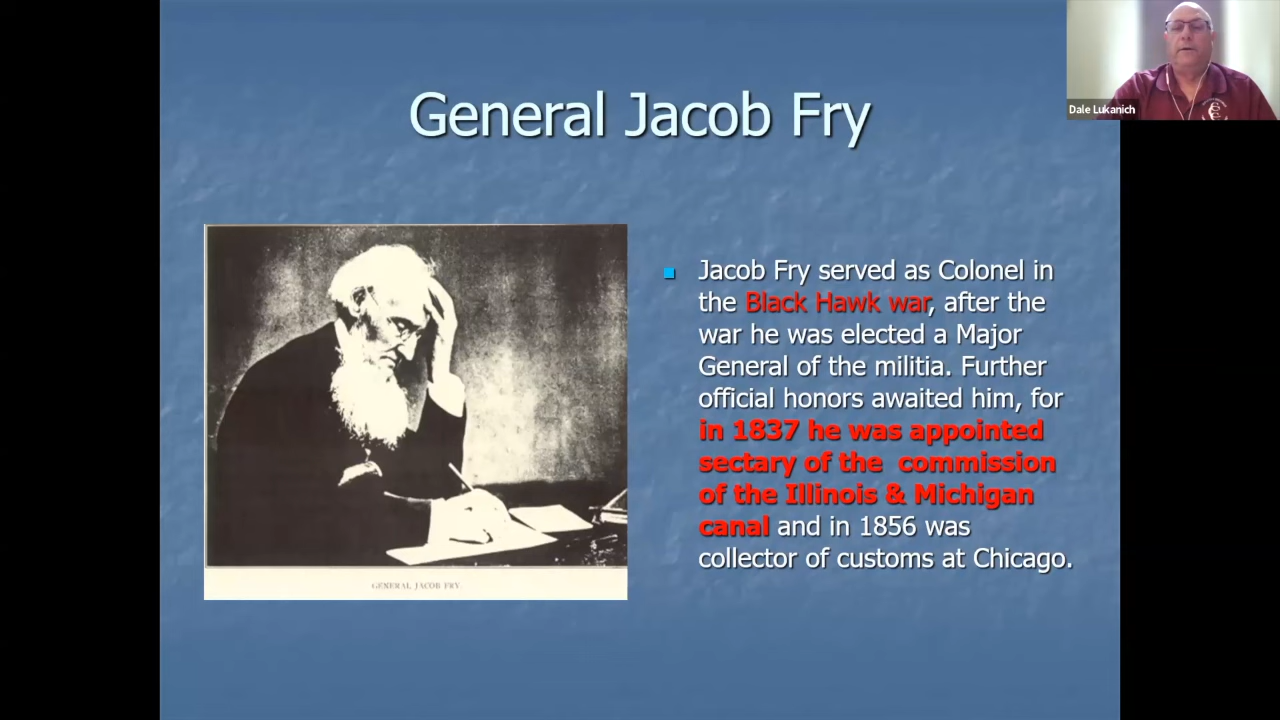 General Jacob Fry
Dale Lukanich
Jacob Fry served as Colonel in
the Black Hawk war, after the
war he was elected a Major
General of the militia. Further
official honors awaited him, for
in 1837 he was appointed
sectary of the commission
of the Illinois & Michigan
canal and in 1856 was
collector of customs at Chicago.
GENERAL JACOB FRY.